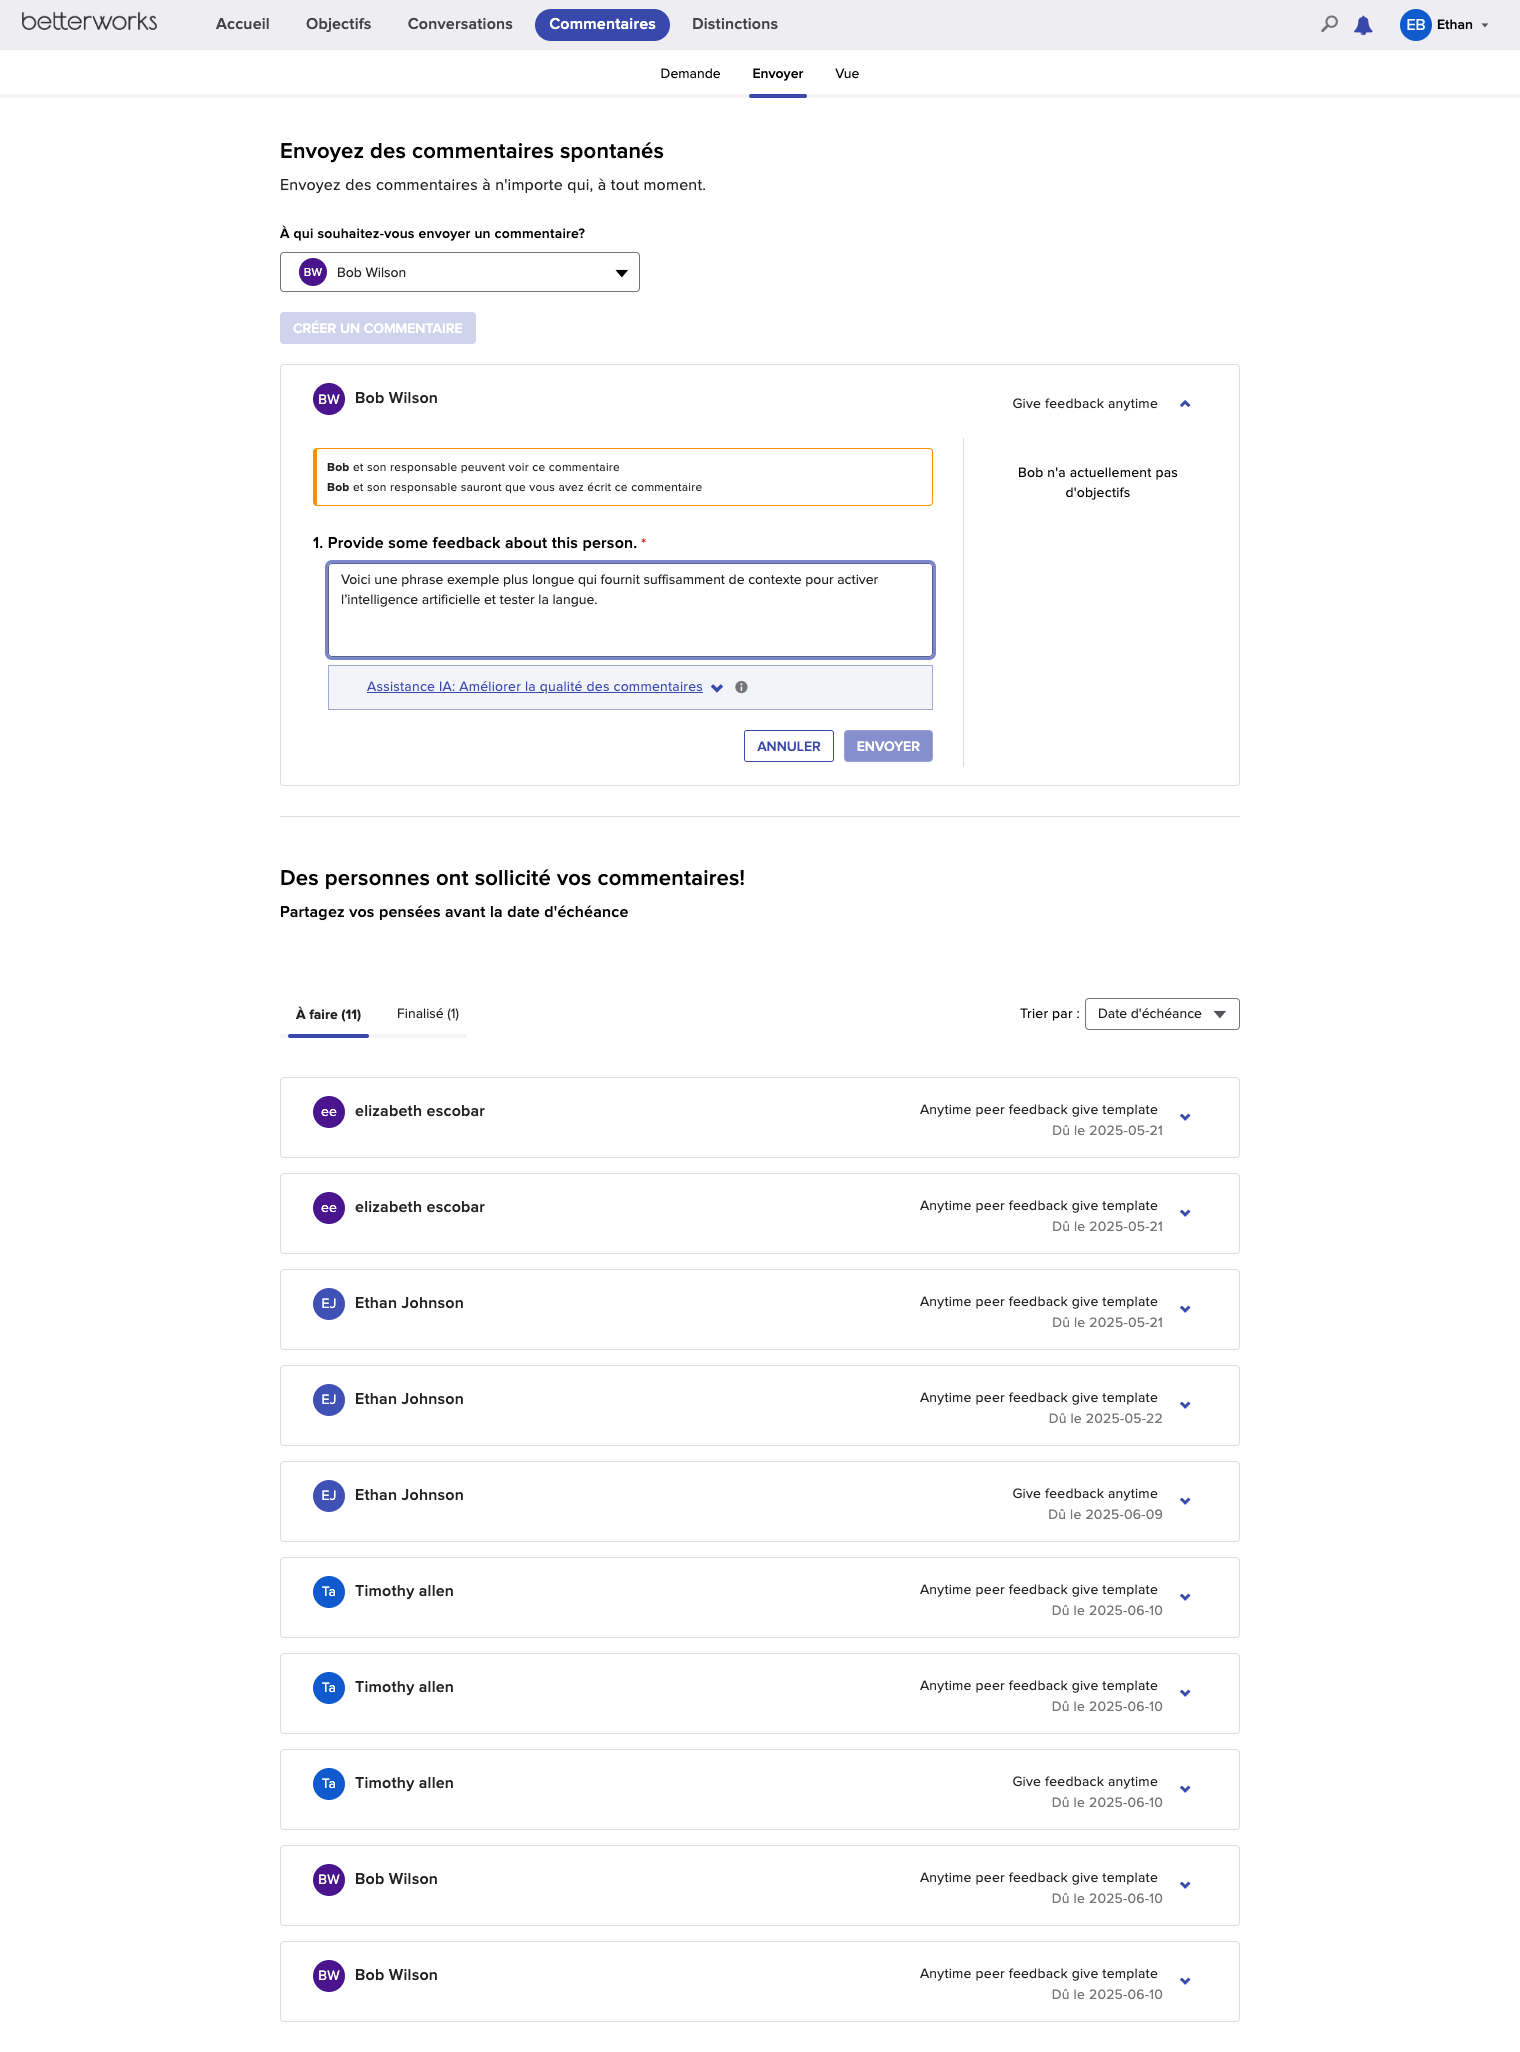 betterworks
Accueil
Objectifs
Conversations
Commentaires
Distinctions
EB
Ethan
Demande
Envoyer
Vue
Envoyez des commentaires spontanés
Envoyez des commentaires à n'importe qui, à tout moment.
À qui souhaitez-vous envoyer un commentaire?
BW
Bob Wilson
CRÉER UN COMMENTAIRE
BW
Bob Wilson
Give feedback anytime
Bob et son responsable peuvent voir ce commentaire
Bob et son responsable sauront que vous avez écrit ce commentaire
Bob n'a actuellement pas
d'objectifs
1. Provide some feedback about this person. *
Voici une phrase exemple plus longue qui fournit suffisamment de contexte pour activer
l'intelligence artificielle et tester la langue.
Assistance IA: Améliorer la qualité des commentaires
ANNULER
ENVOYER
Des personnes ont sollicité vos commentaires!
Partagez vos pensées avant la date d'échéance
À faire (11)
Finalisé (1)
Trier par :
Date d'échéance
ee
elizabeth escobar
Anytime peer feedback give template
Dû le 2025-05-21
ee
elizabeth escobar
Anytime peer feedback give template
Dû le 2025-05-21
EJ
Ethan Johnson
Anytime peer feedback give template
Dû le 2025-05-21
EJ
Ethan Johnson
Anytime peer feedback give template
Dû le 2025-05-22
EJ
Ethan Johnson
Give feedback anytime
Dû le 2025-06-09
Ta
Timothy allen
Anytime peer feedback give template
Dû le 2025-06-10
Ta
Timothy allen
Anytime peer feedback give template
Dû le 2025-06-10
Ta
Timothy allen
Give feedback anytime
Dû le 2025-06-10
BW
Bob Wilson
Anytime peer feedback give template
Dû le 2025-06-10
BW
Bob Wilson
Anytime peer feedback give template
Dû le 2025-06-10